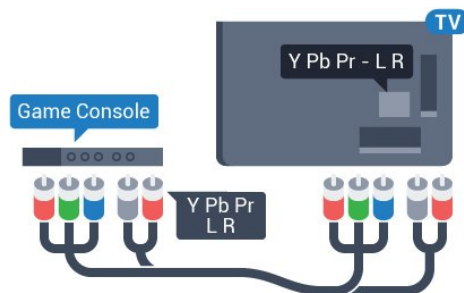 TV
Y Pb Pr - L R
Game Console
Y Pb Pr
L R